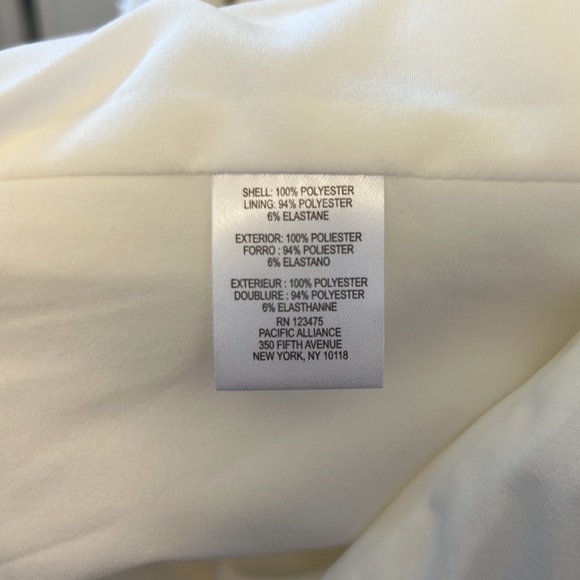 SHELL: 100% POLYESTER
LINING: 94% POLYESTER
6% ELASTANE
EXTERIOR: 100% POLIESTER
FORRO : 94% POLIESTER
6% ELASTANO
EXTERIEUR : 100% POLYESTER
DOUBLURE : 94% POLYESTER
6% ELASTHANNE
RN 123475
PACIFIC ALLIANCE
350 FIFTH AVENUE
NEW YORK, NY 10118